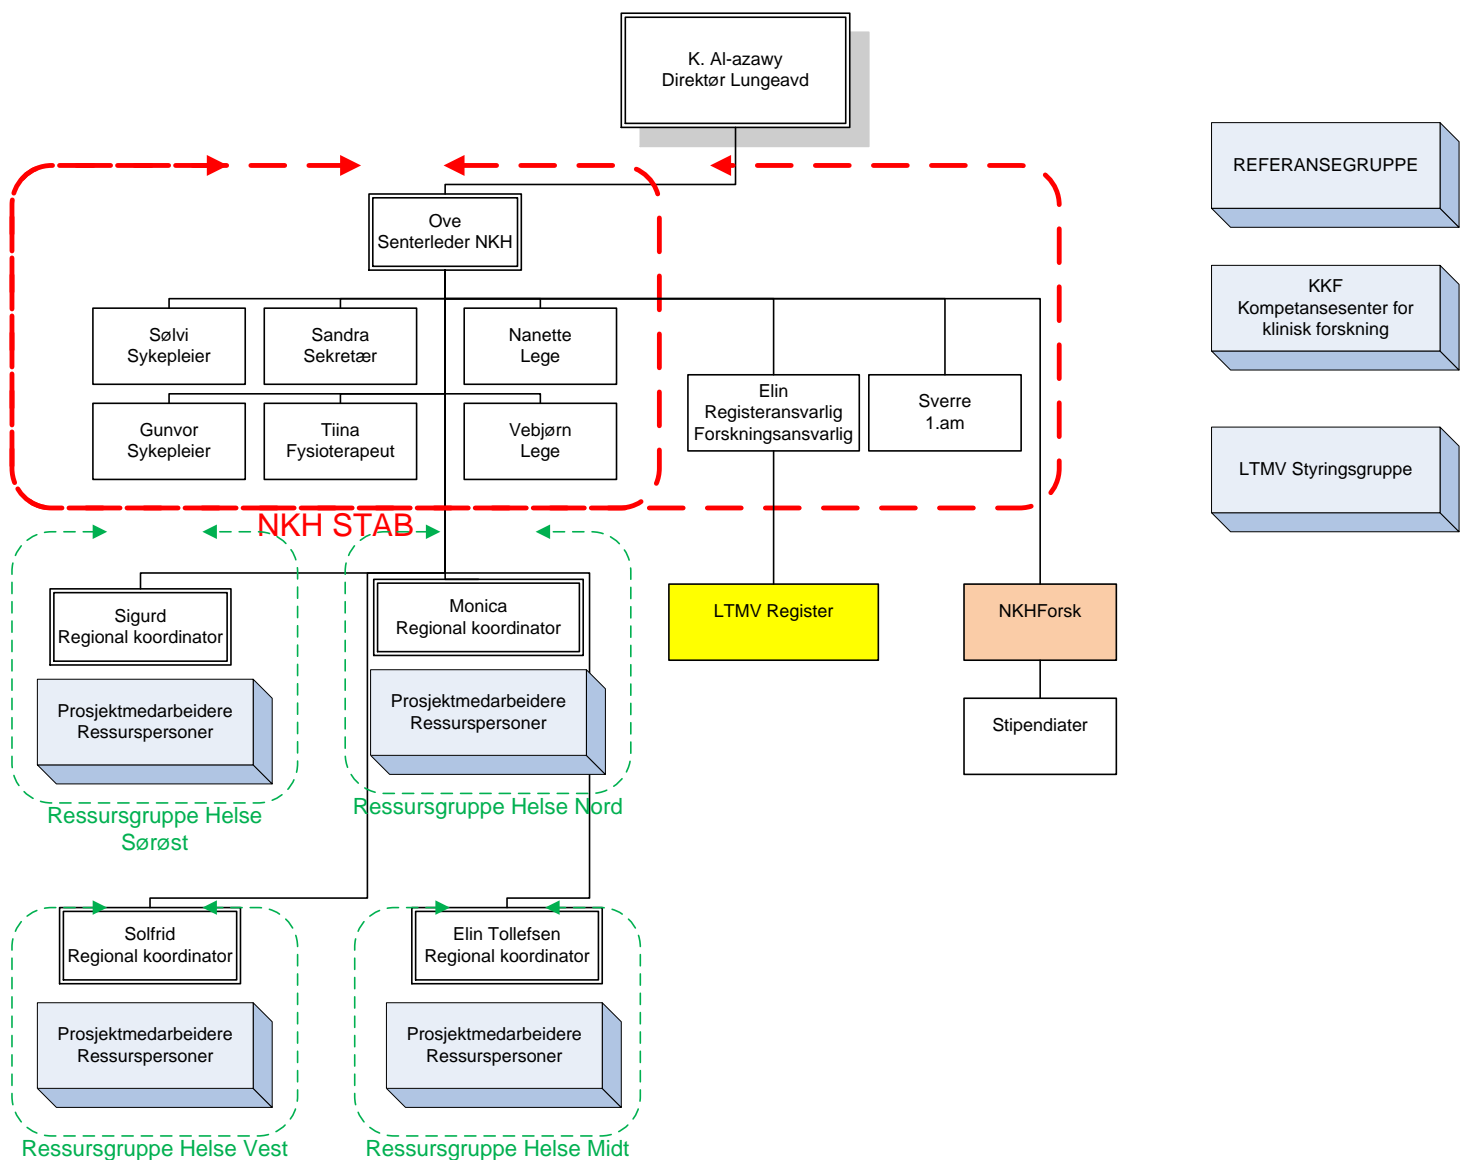 K. Al-azawy
Direktør Lungeavd
REFERANSEGRUPPE
Ove
Senterleder NKH
KKF
Kompetansesenter for
klinisk forskning
Sølvi
Sykepleier
Sandra
Sekretær
Nanette
Lege
Elin
Registeransvarlig
Forskningsansvarlig
Sverre
1.am
Gunvor
Sykepleier
Tiina
Fysioterapeut
Vebjørn
Lege
LTMV Styringsgruppe
NKH STAB
Sigurd
Regional koordinator
Monica
Regional koordinator
LTMV Register
NKHForsk
Prosjektmedarbeidere
Ressurspersoner
Prosjektmedarbeidere
Ressurspersoner
Stipendiater
Ressursgruppe Helse
Sørøst
Ressursgruppe Helse Nord
Solfrid
Regional koordinator
Elin Tollefsen
Regional koordinator
Prosjektmedarbeidere
Ressurspersoner
Prosjektmedarbeidere
Ressurspersoner
Ressursgruppe Helse Vest
Ressursgruppe Helse Midt